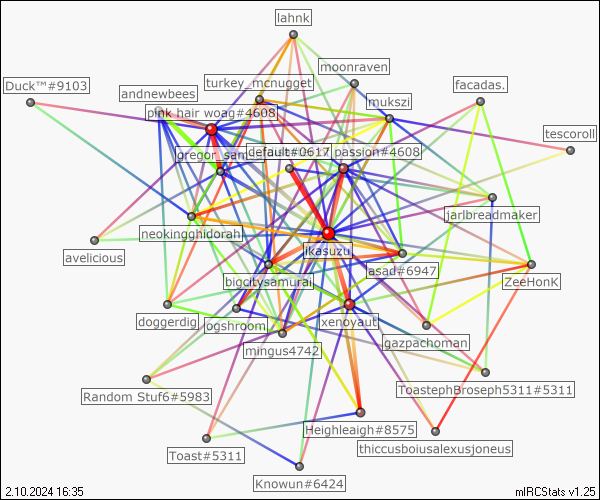 lahnk
moonraven
Duck™#9103
turkey_mcnugget
facadas.
andnewbees
mukszi
pink hair woag#4608
tescoroll
default#0617
passion#4608
jarlbreadmaker
neokingghidorah
ikasuzu
avelicious
asad#6947
bigcitysamurai
ZeeHonK
doggerdig
ogshroom
xenoyaut
gazpachoman
mingus4742
Random Stuf6#5983
ToastephBroseph5311#5311
Heighleaigh#8575
Toast#5311
thiccusboiusalexusjoneus
Knowun#6424
2.10.2024 16:35
mIRCStats v1.25